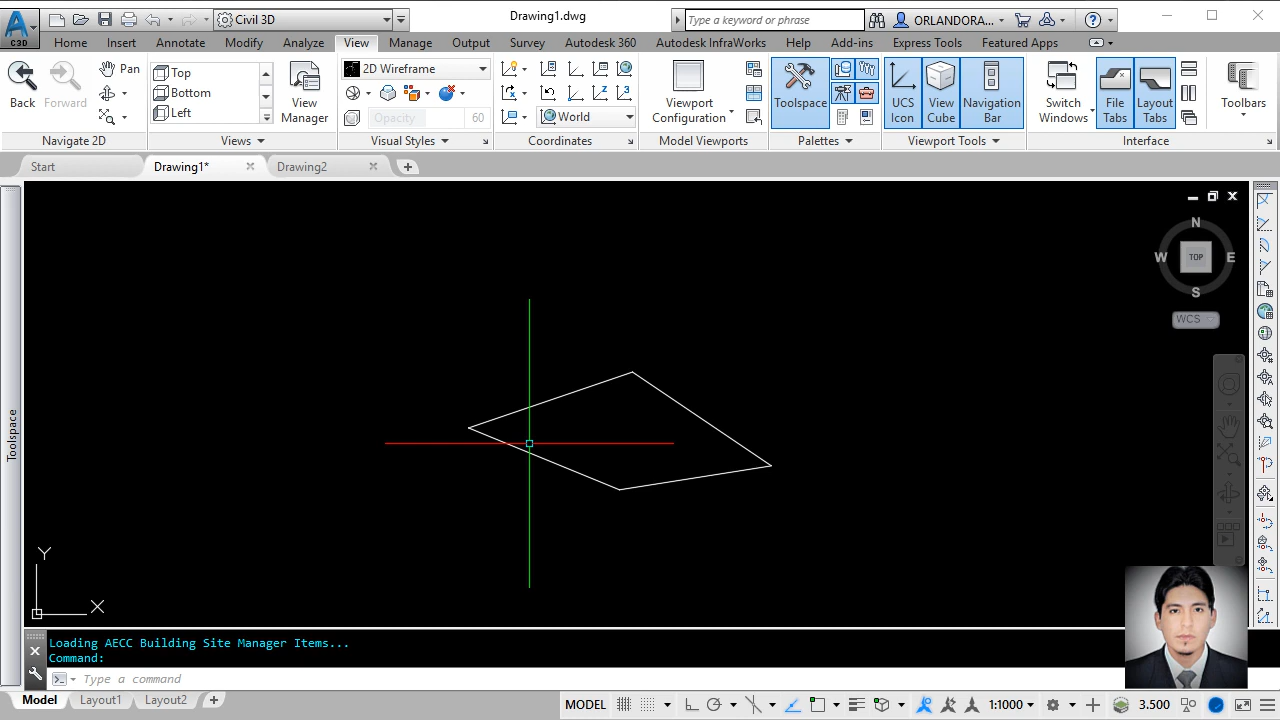 Civil 3D
Drawing1.dwg
Type a keyword or phrase
ORLANDORA...
C3D
Home Insert Annotate Modify Analyze View Manage Output Survey Autodesk 360 Autodesk InfraWorks Help Add-ins Express Tools Featured Apps
Back
Forward
Pan
Navigate 2D
Top
Bottom
Left
View
Manager
Views
2D Wireframe
Opacity 60
Visual Styles
World
Coordinates
Viewport
Configuration
Model Viewports
Toolspace
Palettes
UCS
Icon
View
Cube
Navigation
Bar
Viewport Tools
Switch
Windows
File
Tabs
Layout
Tabs
Interface
Toolbars
Start Drawing1* Drawing2
Toolspace
N
W TOP E
S
WCS
Y
X
Loading AECC Building Site Manager Items...
Command:
Type a command
Model Layout1 Layout2
MODEL 1:1000 3.500